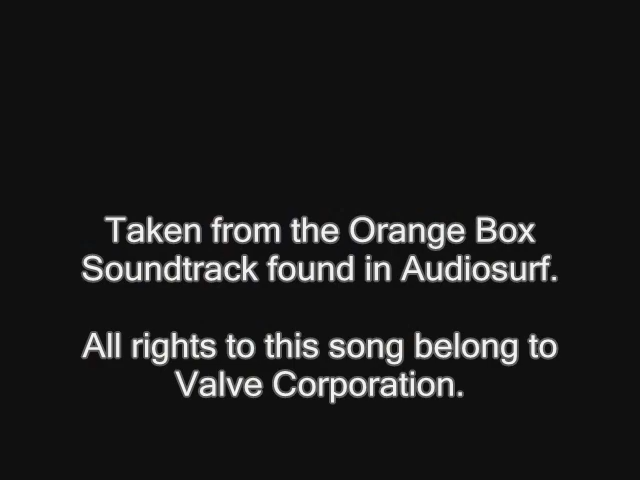 Taken from the Orange Box
Soundtrack found in Audiosurf.
All rights to this song belong to
Valve Corporation.